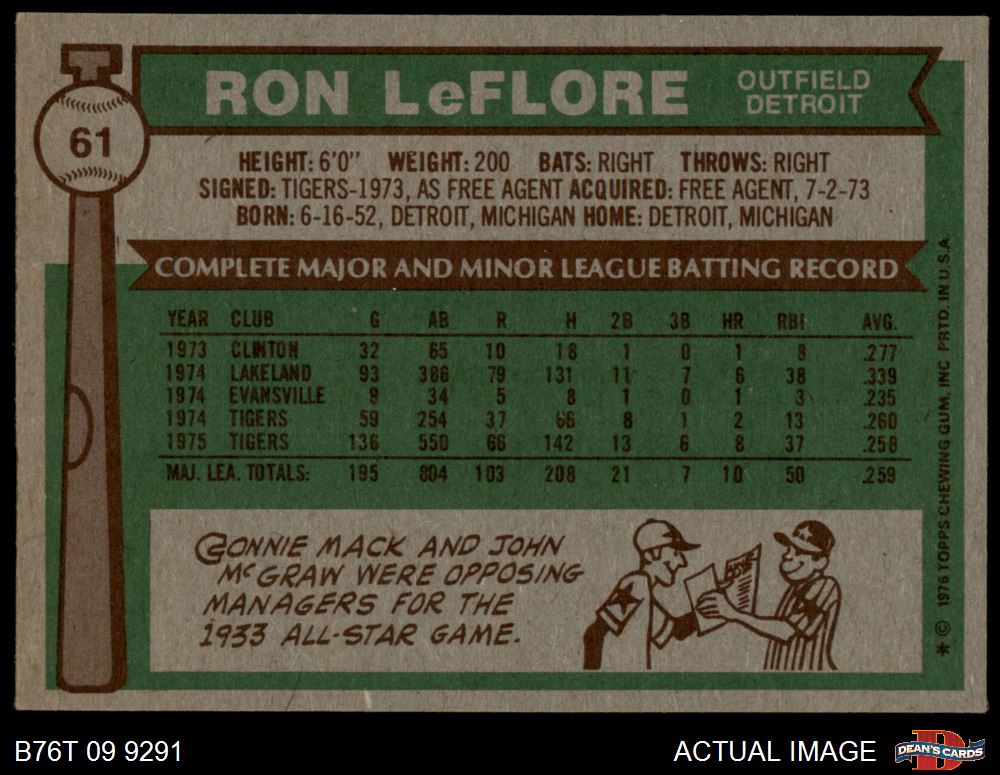 61
RON LeFLORE
OUTFIELD
DETROIT
HEIGHT: 6'0" WEIGHT: 200 BATS: RIGHT THROWS: RIGHT
SIGNED: TIGERS-1973, AS FREE AGENT ACQUIRED: FREE AGENT, 7-2-73
BORN: 6-16-52, DETROIT, MICHIGAN HOME: DETROIT, MICHIGAN
COMPLETE MAJOR AND MINOR LEAGUE BATTING RECORD
YEAR CLUB G AB R H 2B 3B HR RBI AVG.
1973 CLINTON 32 65 10 18 1 0 1 8 .277
1974 LAKELAND 93 386 79 131 11 7 6 38 .339
1974 EVANSVILLE 9 34 5 8 1 0 1 3 .235
1974 TIGERS 59 254 37 66 8 1 2 13 .260
1975 TIGERS 136 550 66 142 13 6 8 37 .258
MAJ. LEA. TOTALS: 195 804 103 208 21 7 10 50 .259
CONNIE MACK AND JOHN
McGRAW WERE OPPOSING
MANAGERS FOR THE
1933 ALL-STAR GAME.
* © 1976 TOPPS CHEWING GUM, INC PRTD. IN U.S.A.
B76T 09 9291
ACTUAL IMAGE
DEAN'S CARDS